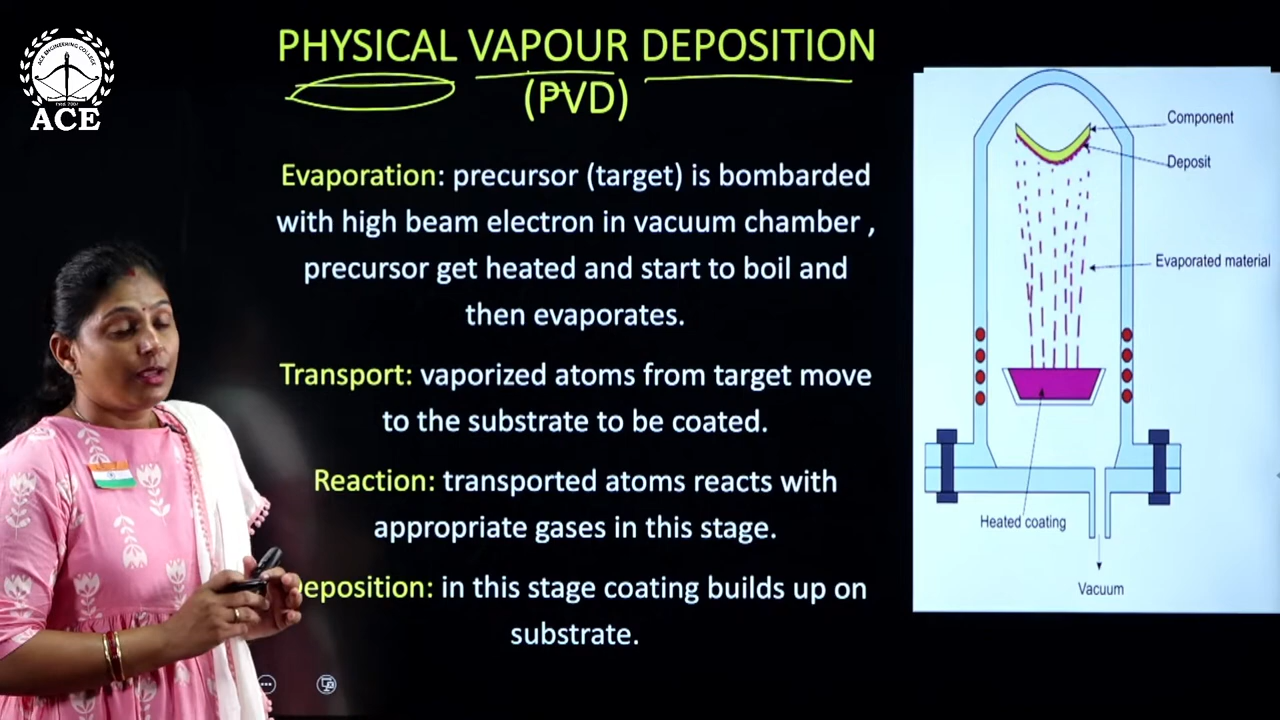 ACE ENGINEERING COLLEGE
ACE
PHYSICAL VAPOUR DEPOSITION
(PVD)
Evaporation: precursor (target) is bombarded
with high beam electron in vacuum chamber ,
precursor get heated and start to boil and
then evaporates.
Transport: vaporized atoms from target move
to the substrate to be coated.
Reaction: transported atoms reacts with
appropriate gases in this stage.
eposition: in this stage coating builds up on
substrate.
Component
Deposit
Evaporated material
Heated coating
Vacuum